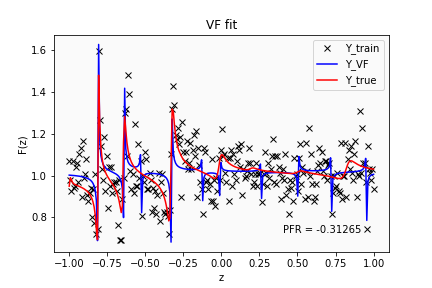 VF fit
Y_train
Y_VF
Y_true
F(z)
1.6
1.4
1.2
1.0
0.8
PFR = -0.31265
−1.00 −0.75 −0.50 −0.25 0.00 0.25 0.50 0.75 1.00
z